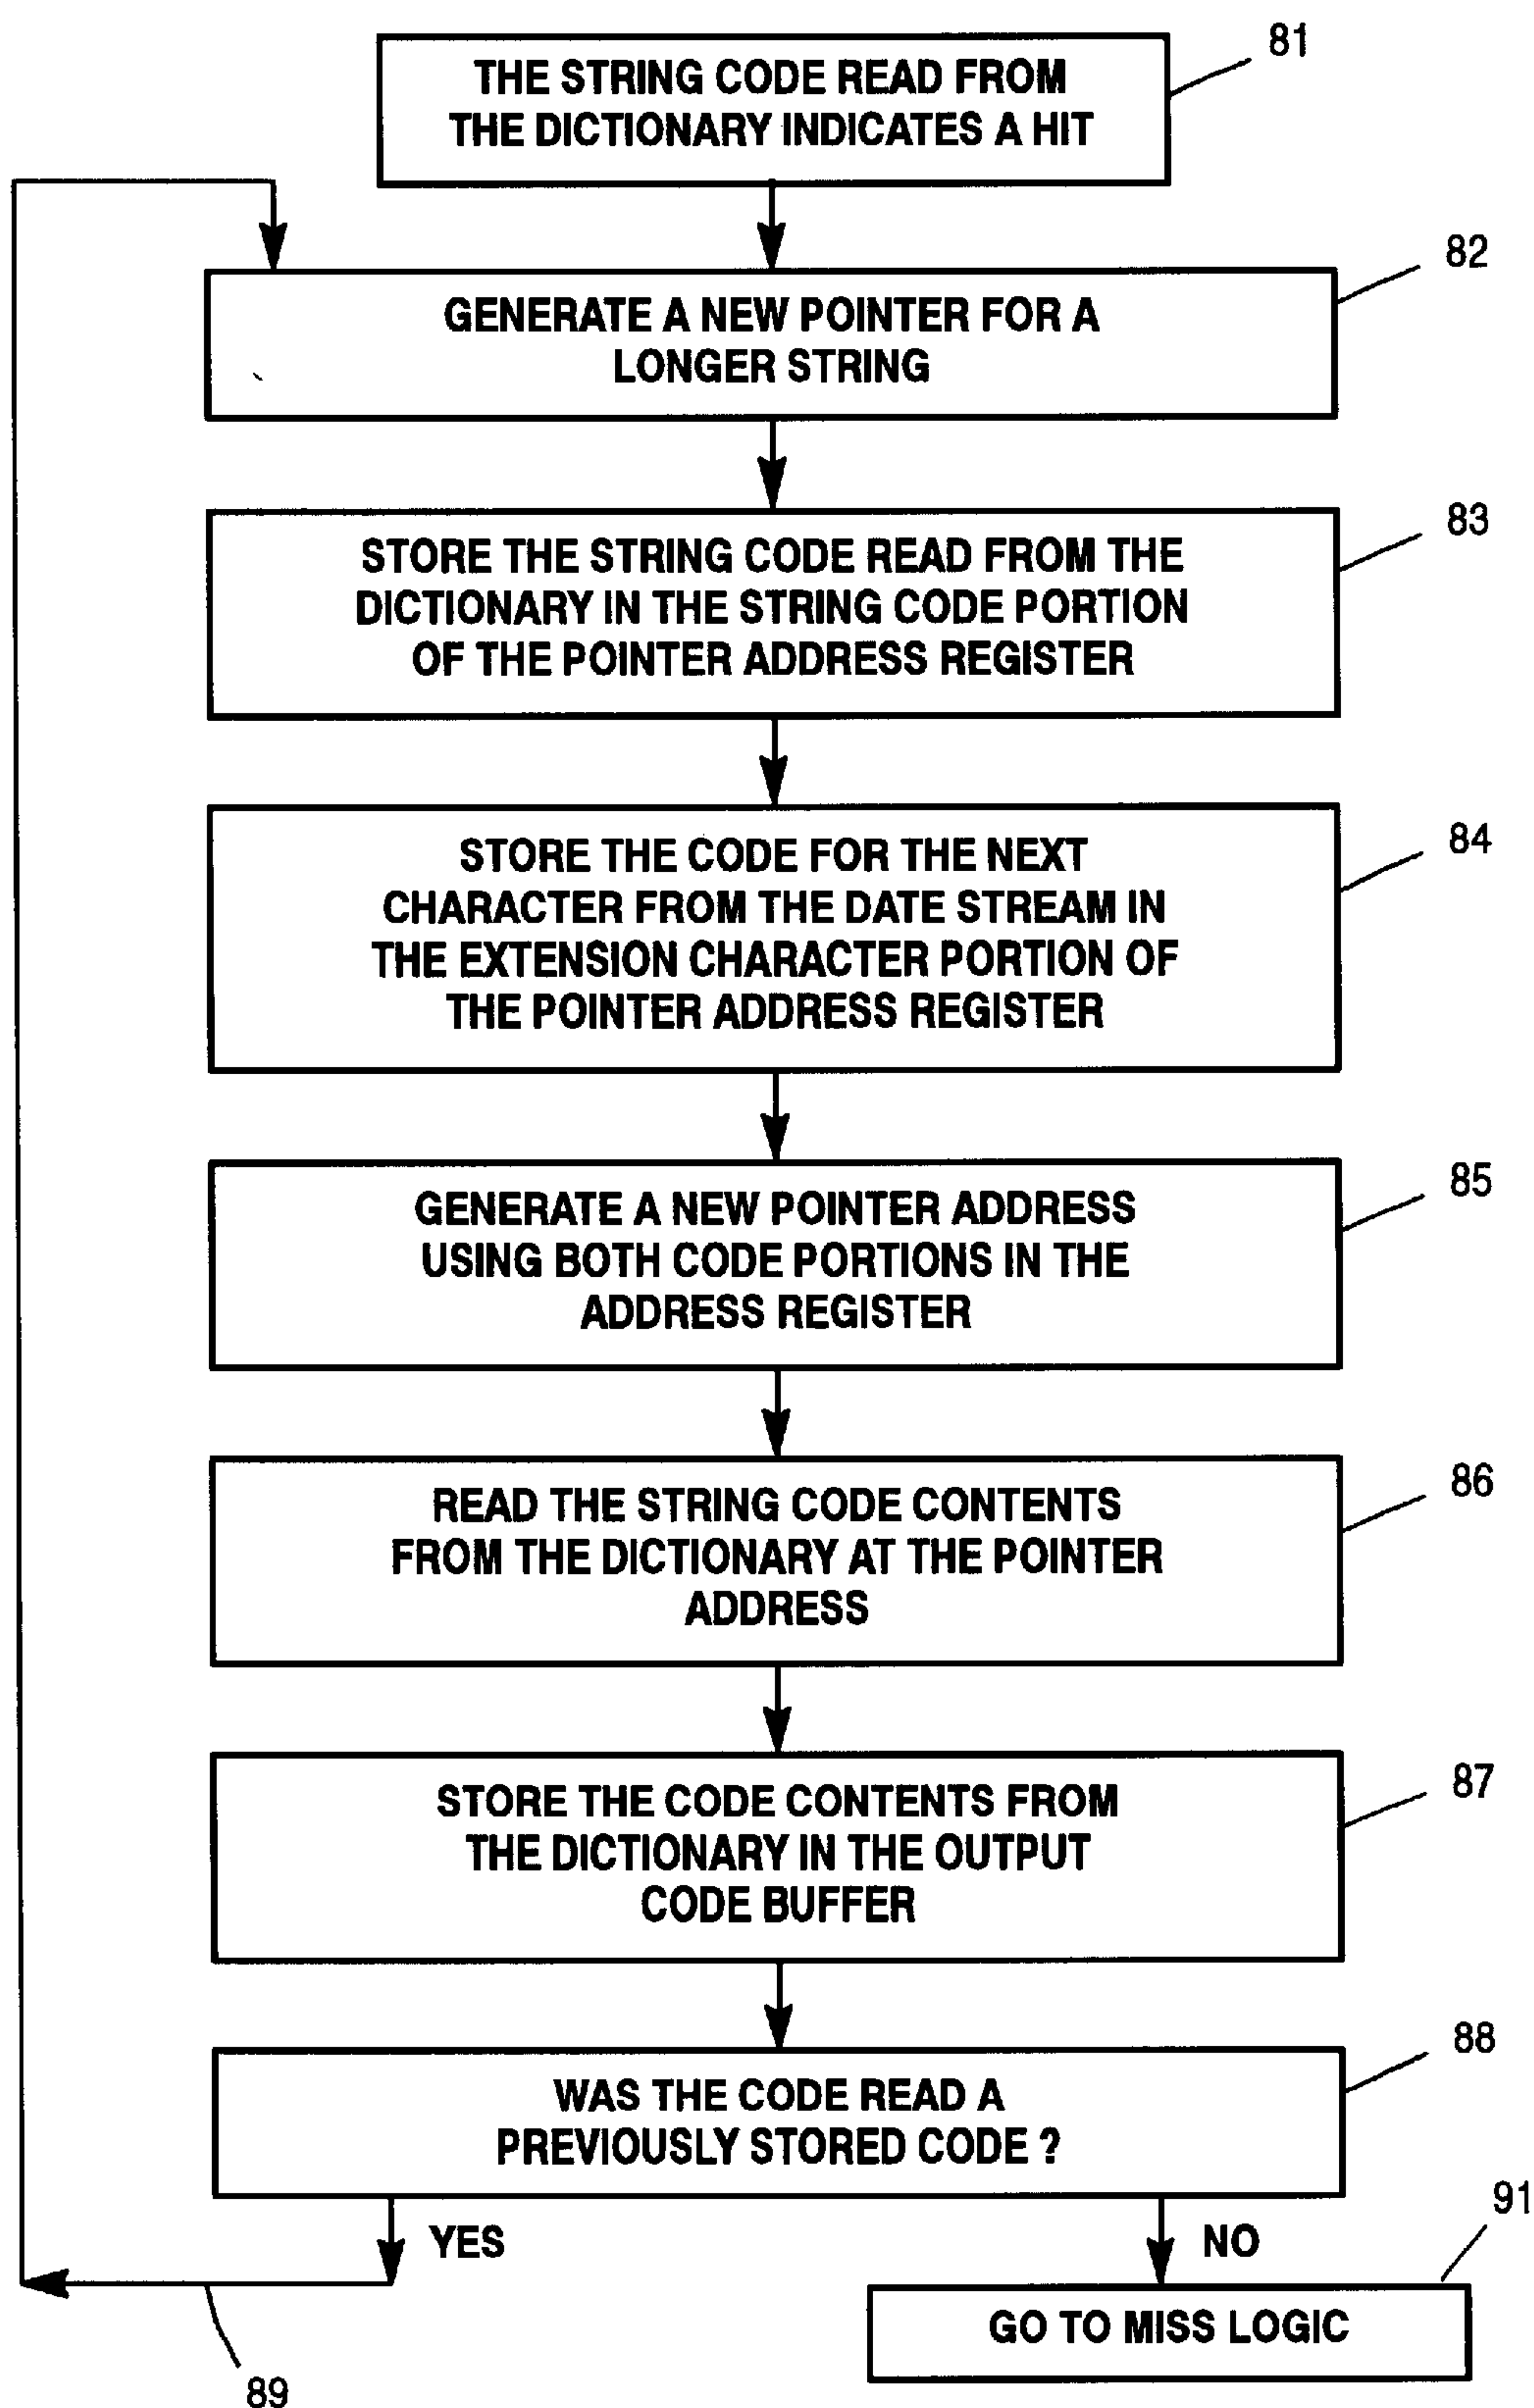 81
THE STRING CODE READ FROM
THE DICTIONARY INDICATES A HIT
82
GENERATE A NEW POINTER FOR A
LONGER STRING
83
STORE THE STRING CODE READ FROM THE
DICTIONARY IN THE STRING CODE PORTION
OF THE POINTER ADDRESS REGISTER
84
STORE THE CODE FOR THE NEXT
CHARACTER FROM THE DATE STREAM IN
THE EXTENSION CHARACTER PORTION OF
THE POINTER ADDRESS REGISTER
85
GENERATE A NEW POINTER ADDRESS
USING BOTH CODE PORTIONS IN THE
ADDRESS REGISTER
86
READ THE STRING CODE CONTENTS
FROM THE DICTIONARY AT THE POINTER
ADDRESS
87
STORE THE CODE CONTENTS FROM
THE DICTIONARY IN THE OUTPUT
CODE BUFFER
88
WAS THE CODE READ A
PREVIOUSLY STORED CODE ?
91
YES
NO
GO TO MISS LOGIC
89